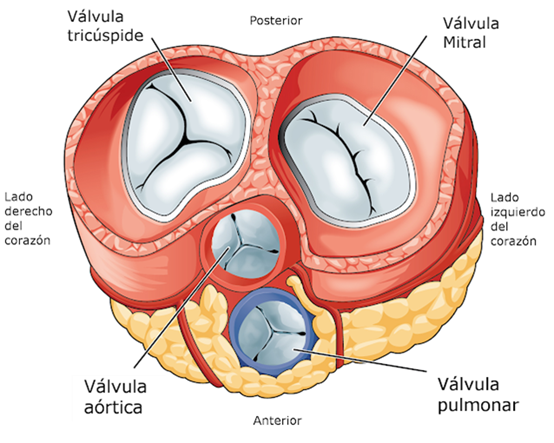 Válvula
tricúspide
Posterior
Válvula
Mitral
Lado
derecho
del
corazón
Lado
izquierdo
del
corazón
Válvula
aórtica
Válvula
pulmonar
Anterior